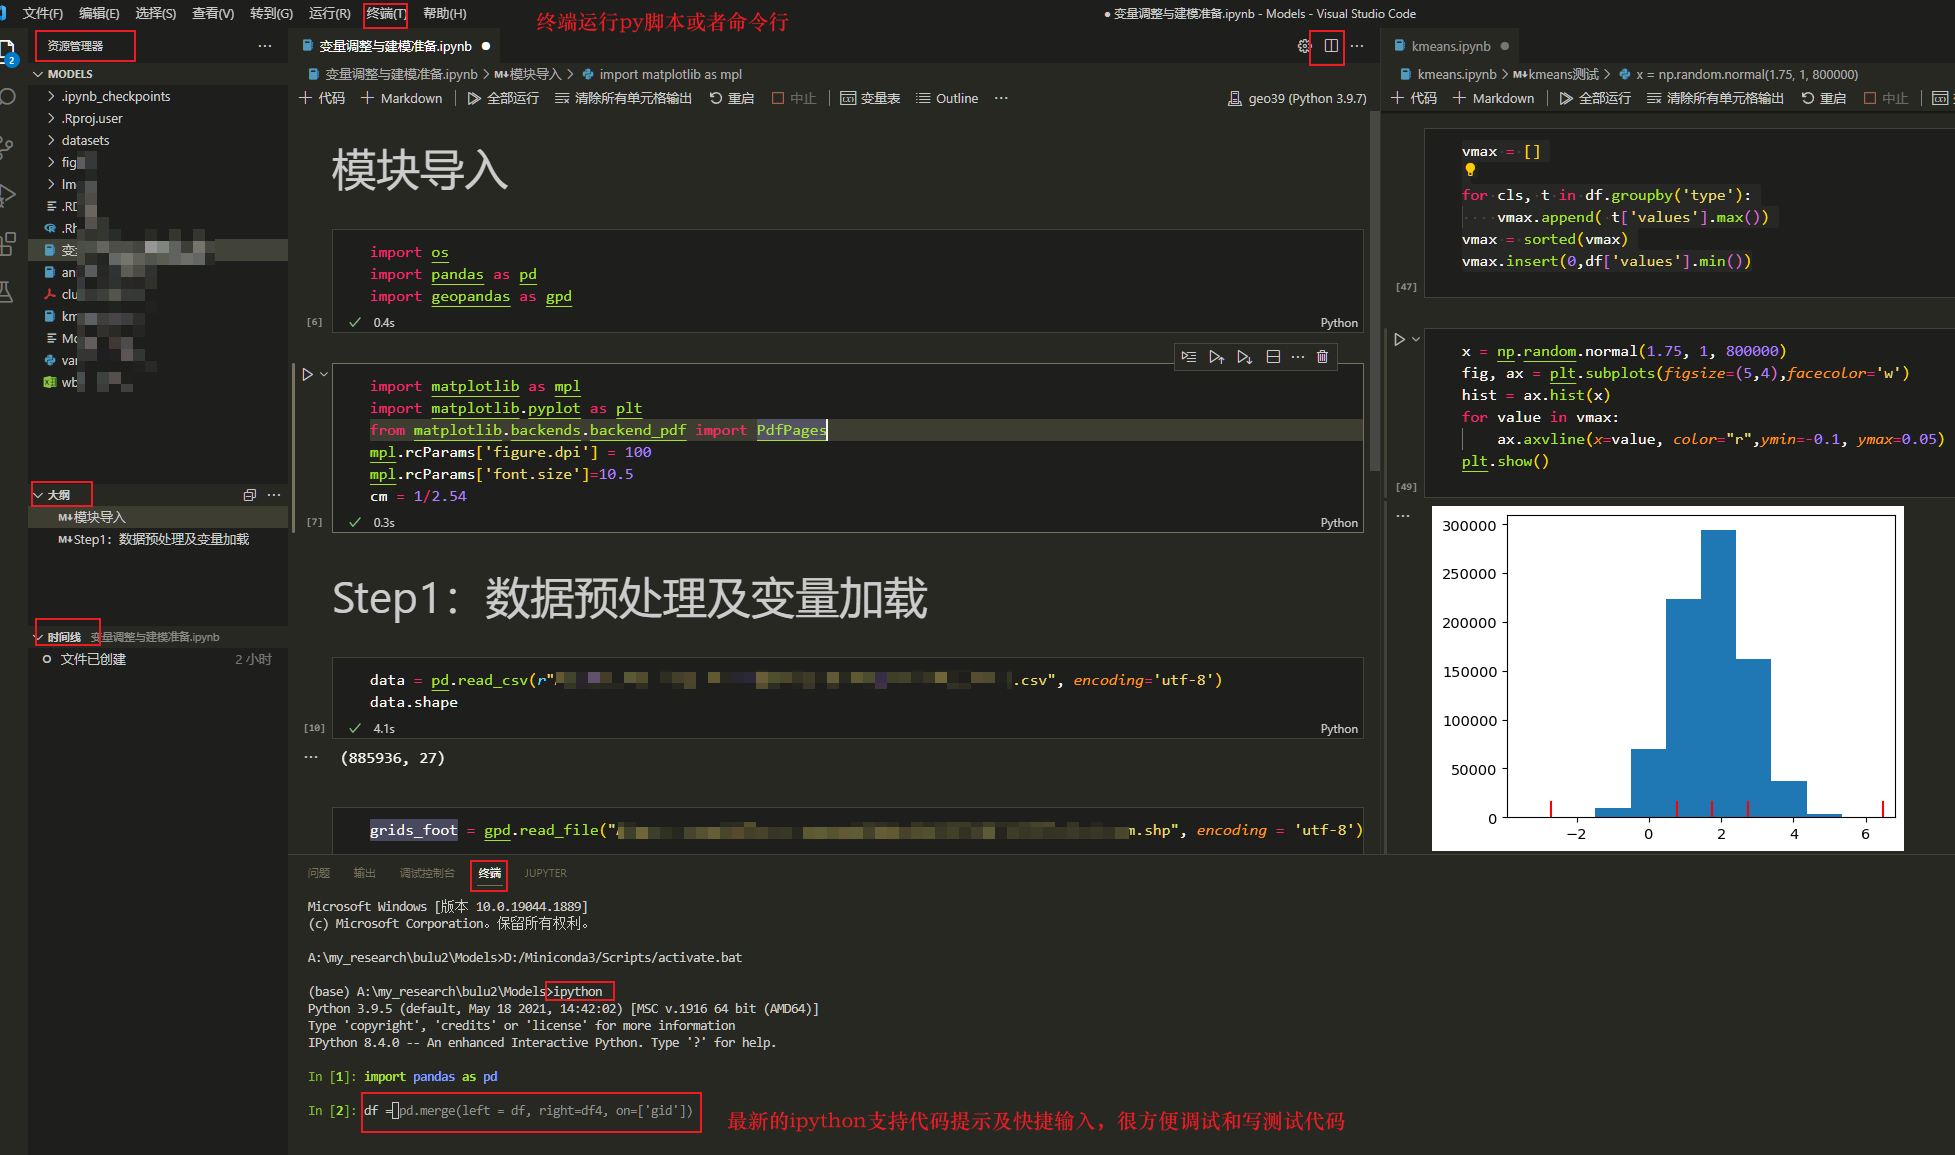 文件(F) 编辑(E) 选择(S) 查看(V) 转到(G) 运行(R) 终端(T) 帮助(H)
终端运行py脚本或者命令行
● 变量调整与建模准备.ipynb - Models - Visual Studio Code
资源管理器
MODELS
.ipynb_checkpoints
.Rproj.user
datasets
fig
Im
.RD
.Rh
变量
an
clu
km
Mo
var
wb
2
大纲
M↓模块导入
M↓Step1：数据预处理及变量加载
时间线 变量调整与建模准备.ipynb
文件已创建 2 小时
变量调整与建模准备.ipynb ●
变量调整与建模准备.ipynb > M↓模块导入 > import matplotlib as mpl
+ 代码 + Markdown 全部运行 清除所有单元格输出 重启 中止 变量表 Outline ···
geo39 (Python 3.9.7)
模块导入
import os
import pandas as pd
import geopandas as gpd
[6] 0.4s Python
import matplotlib as mpl
import matplotlib.pyplot as plt
from matplotlib.backends.backend_pdf import PdfPages
mpl.rcParams['figure.dpi'] = 100
mpl.rcParams['font.size']=10.5
cm = 1/2.54
[7] 0.3s Python
Step1：数据预处理及变量加载
data = pd.read_csv(r" .csv", encoding='utf-8')
data.shape
[10] 4.1s Python
(885936, 27)
grids_foot = gpd.read_file(" m.shp", encoding = 'utf-8')
kmeans.ipynb ●
kmeans.ipynb > M↓kmeans测试 > x = np.random.normal(1.75, 1, 800000)
+ 代码 + Markdown 全部运行 清除所有单元格输出 重启 中止
vmax = []
for cls, t in df.groupby('type'):
vmax.append( t['values'].max())
vmax = sorted(vmax)
vmax.insert(0,df['values'].min())
[47]
x = np.random.normal(1.75, 1, 800000)
fig, ax = plt.subplots(figsize=(5,4),facecolor='w')
hist = ax.hist(x)
for value in vmax:
ax.axvline(x=value, color="r",ymin=-0.1, ymax=0.05)
plt.show()
[49]
300000
250000
200000
150000
100000
50000
0
−2 0 2 4 6
问题 输出 调试控制台 终端 JUPYTER
Microsoft Windows [版本 10.0.19044.1889]
(c) Microsoft Corporation。保留所有权利。
A:\my_research\bulu2\Models>D:/Miniconda3/Scripts/activate.bat
(base) A:\my_research\bulu2\Models>ipython
Python 3.9.5 (default, May 18 2021, 14:42:02) [MSC v.1916 64 bit (AMD64)]
Type 'copyright', 'credits' or 'license' for more information
IPython 8.4.0 -- An enhanced Interactive Python. Type '?' for help.
In [1]: import pandas as pd
In [2]: df = pd.merge(left = df, right=df4, on=['gid'])
最新的ipython支持代码提示及快捷输入，很方便调试和写测试代码